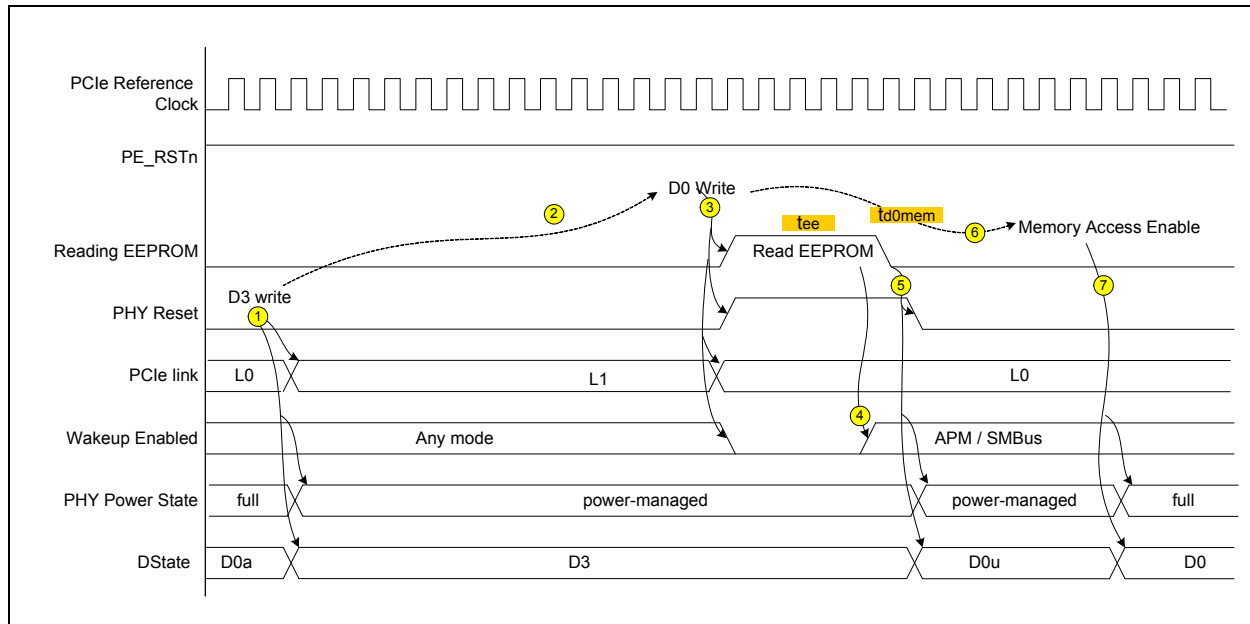 PCIe Reference
Clock
PE_RSTn
D0 Write
2
3
tee
td0mem
6
Memory Access Enable
Reading EEPROM
Read EEPROM
D3 write
5
7
1
PHY Reset
PCIe link
L0
L1
L0
4
Wakeup Enabled
Any mode
APM / SMBus
PHY Power State
full
power-managed
power-managed
full
DState
D0a
D3
D0u
D0